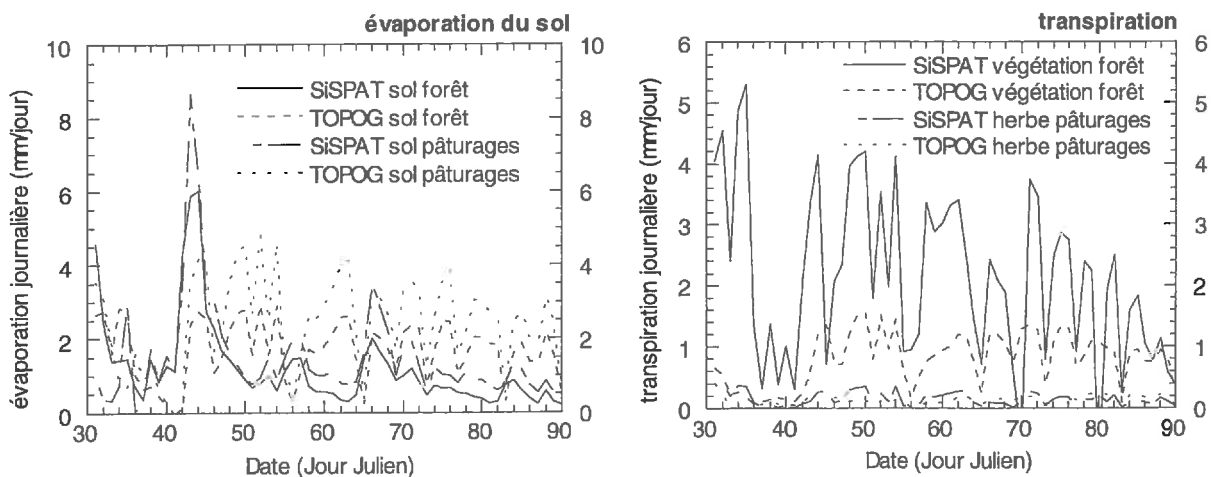 évaporation du sol
évaporation journalière (mm/jour)
10
8
6
4
2
0
10
8
6
4
2
0
SiSPAT sol forêt
TOPOG sol forêt
SiSPAT sol pâturages
TOPOG sol pâturages
30 40 50 60 70 80 90
Date (Jour Julien)
transpiration
transpiration journalière (mm/jour)
6
5
4
3
2
1
0
6
5
4
3
2
1
0
SiSPAT végétation forêt
TOPOG végétation forêt
SiSPAT herbe pâturages
TOPOG herbe pâturages
30 40 50 60 70 80 90
Date (Jour Julien)